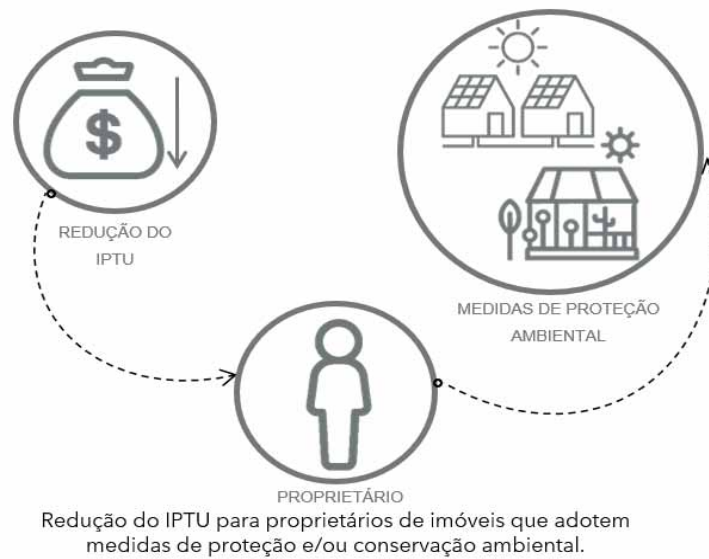 $
REDUÇÃO DO
IPTU
MEDIDAS DE PROTEÇÃO
AMBIENTAL
PROPRIETÁRIO
Redução do IPTU para proprietários de imóveis que adotem
medidas de proteção e/ou conservação ambiental.